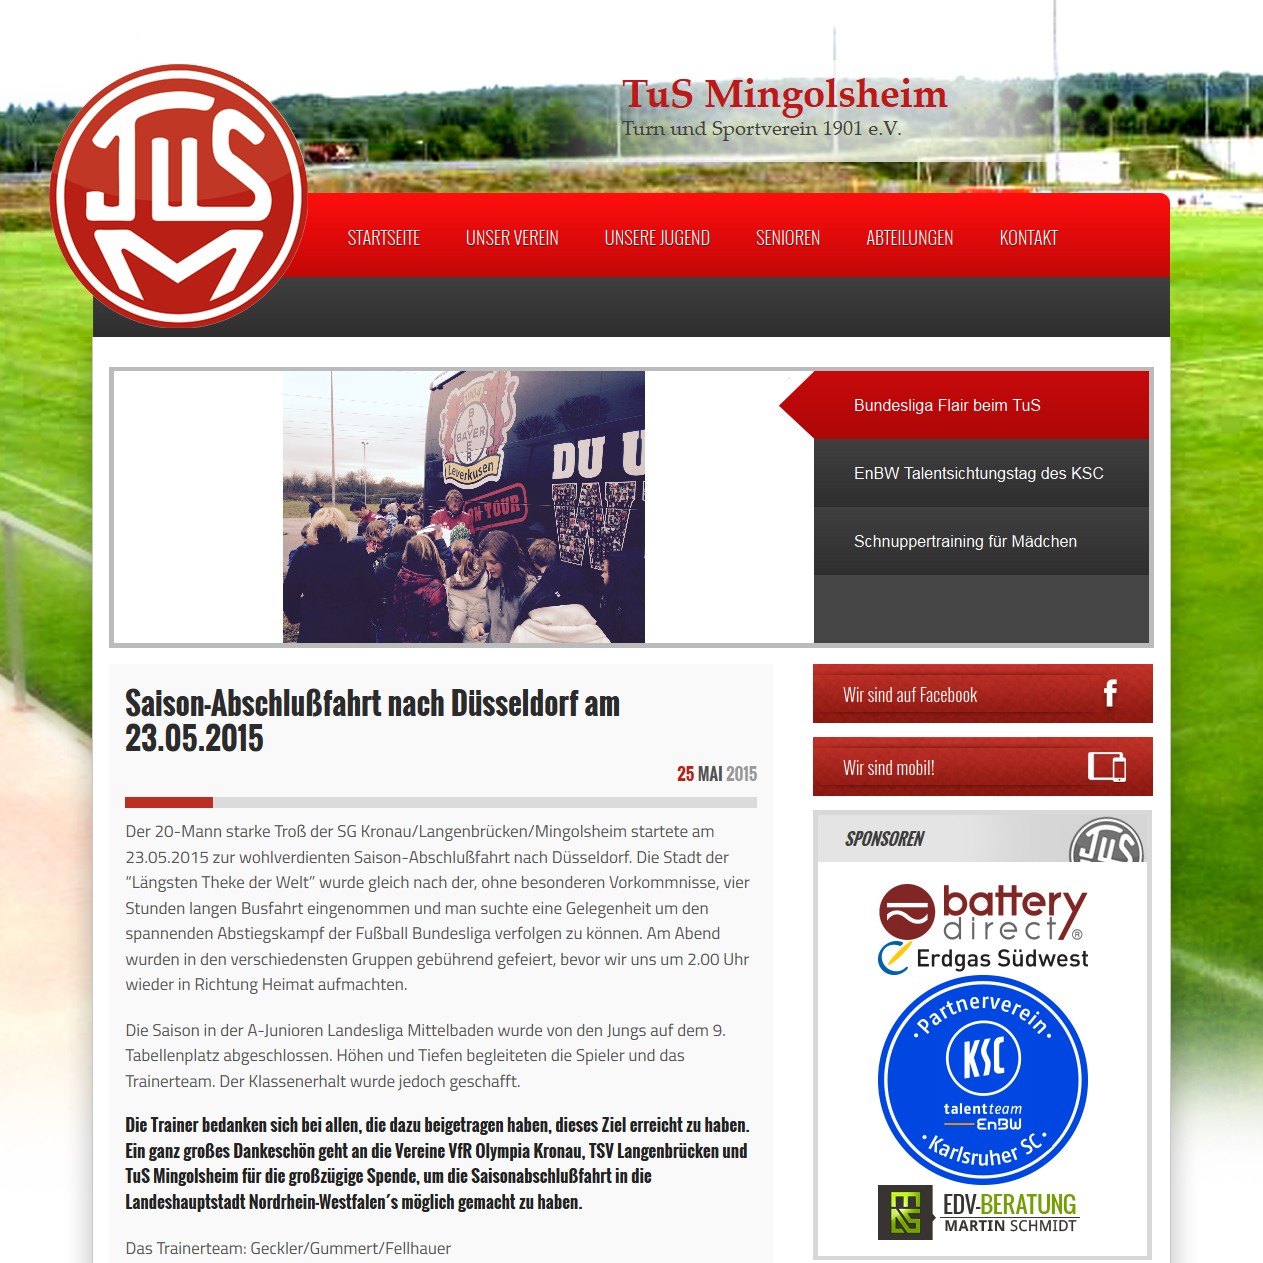 TuS Mingolsheim
Turn und Sportverein 1901 e.V.
TUS
M
STARTSEITE UNSER VEREIN UNSERE JUGEND SENIOREN ABTEILUNGEN KONTAKT
1904
BAYER
BAYER
Leverkusen
ON TOUR
DU U
W
Bundesliga Flair beim TuS
EnBW Talentsichtungstag des KSC
Schnuppertraining für Mädchen
Saison-Abschlußfahrt nach Düsseldorf am
23.05.2015
25 MAI 2015
Der 20-Mann starke Troß der SG Kronau/Langenbrücken/Mingolsheim startete am
23.05.2015 zur wohlverdienten Saison-Abschlußfahrt nach Düsseldorf. Die Stadt der
“Längsten Theke der Welt” wurde gleich nach der, ohne besonderen Vorkommnisse, vier
Stunden langen Busfahrt eingenommen und man suchte eine Gelegenheit um den
spannenden Abstiegskampf der Fußball Bundesliga verfolgen zu können. Am Abend
wurden in den verschiedensten Gruppen gebührend gefeiert, bevor wir uns um 2.00 Uhr
wieder in Richtung Heimat aufmachten.
Die Saison in der A-Junioren Landesliga Mittelbaden wurde von den Jungs auf dem 9.
Tabellenplatz abgeschlossen. Höhen und Tiefen begleiteten die Spieler und das
Trainerteam. Der Klassenerhalt wurde jedoch geschafft.
Die Trainer bedanken sich bei allen, die dazu beigetragen haben, dieses Ziel erreicht zu haben.
Ein ganz großes Dankeschön geht an die Vereine VfR Olympia Kronau, TSV Langenbrücken und
TuS Mingolsheim für die großzügige Spende, um die Saisonabschlußfahrt in die
Landeshauptstadt Nordrhein-Westfalen´s möglich gemacht zu haben.
Das Trainerteam: Geckler/Gummert/Fellhauer
Wir sind auf Facebook f
Wir sind mobil!
SPONSOREN TUS
battery
direct®
Erdgas Südwest
• Partnerverein •
KSC
talentteam
EnBW
• Karlsruher SC •
EDV-BERATUNG
MARTIN SCHMIDT